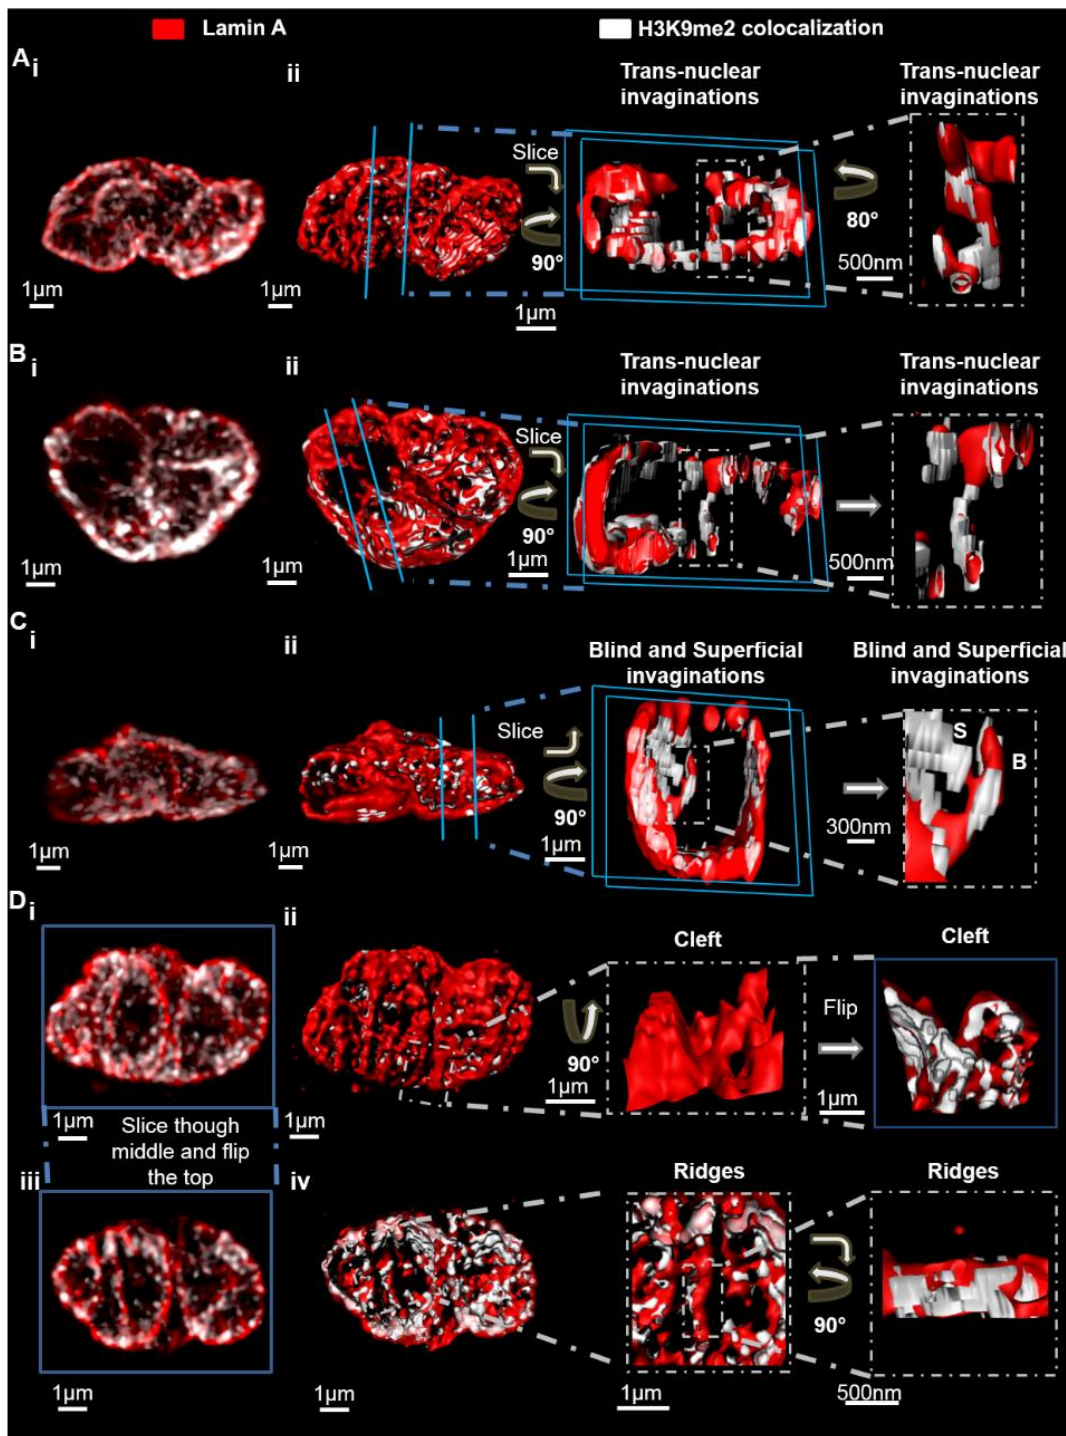 Lamin A
H3K9me2 colocalization
A i
ii
Trans-nuclear
invaginations
Trans-nuclear
invaginations
Slice
90°
80°
1µm
1µm
1µm
500nm
B i
ii
Trans-nuclear
invaginations
Trans-nuclear
invaginations
Slice
90°
1µm
1µm
1µm
500nm
C i
ii
Blind and Superficial
invaginations
Blind and Superficial
invaginations
Slice
90°
S
B
1µm
1µm
1µm
300nm
D i
ii
Cleft
Cleft
90°
Flip
1µm
1µm
1µm
1µm
Slice though
middle and flip
the top
iii
iv
Ridges
Ridges
90°
1µm
1µm
1µm
500nm